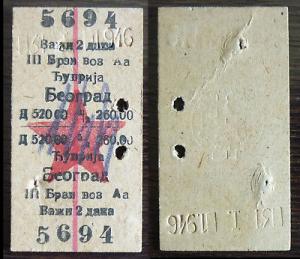 5694
Важи 2 дана
III Брзи воз Аа
Ћуприја
Београд
Д 520.00 260.00
Д 520.00 260.00
Ћуприја
Београд
III Брзи воз Аа
Важи 2 дана
5694